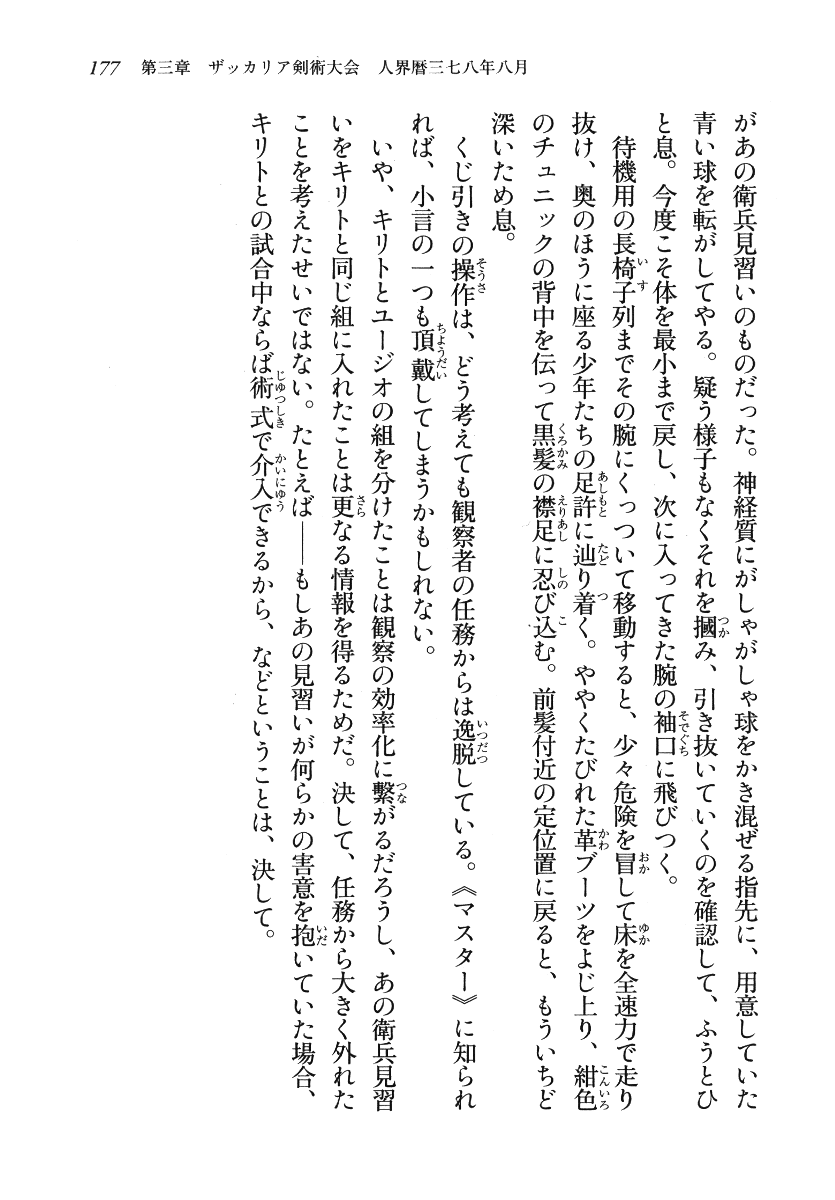 177　第三章　ザッカリア剣術大会　人界暦三七八年八月
があの衛兵見習いのものだった。神経質にがしゃがしゃ球をかき混ぜる指先に、用意していた
青い球を転がしてやる。疑う様子もなくそれを摑み、引き抜いていくのを確認して、ふうとひ
と息。今度こそ体を最小まで戻し、次に入ってきた腕の袖口に飛びつく。
　待機用の長椅子列までその腕にくっついて移動すると、少々危険を冒して床を全速力で走り
抜け、奥のほうに座る少年たちの足許に辿り着く。ややくたびれた革ブーツをよじ上り、紺色
のチュニックの背中を伝って黒髪の襟足に忍び込む。前髪付近の定位置に戻ると、もういちど
深いため息。
　くじ引きの操作は、どう考えても観察者の任務からは逸脱している。《マスター》に知られ
れば、小言の一つも頂戴してしまうかもしれない。
　いや、キリトとユージオの組を分けたことは観察の効率化に繫がるだろうし、あの衛兵見習
いをキリトと同じ組に入れたことは更なる情報を得るためだ。決して、任務から大きく外れた
ことを考えたせいではない。たとえば――もしあの見習いが何らかの害意を抱いていた場合、
キリトとの試合中ならば術式で介入できるから、などということは、決して。